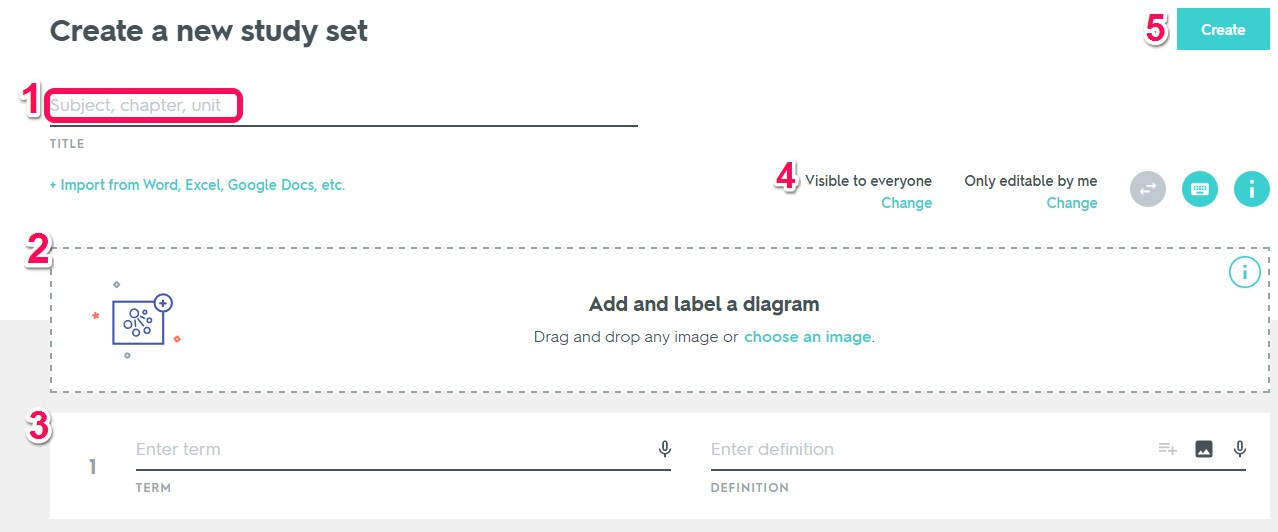 Create a new study set
5
Create
1
Subject, chapter, unit
TITLE
+ Import from Word, Excel, Google Docs, etc.
4
Visible to everyone
Change
Only editable by me
Change
2
Add and label a diagram
Drag and drop any image or choose an image.
3
1
Enter term
TERM
Enter definition
DEFINITION